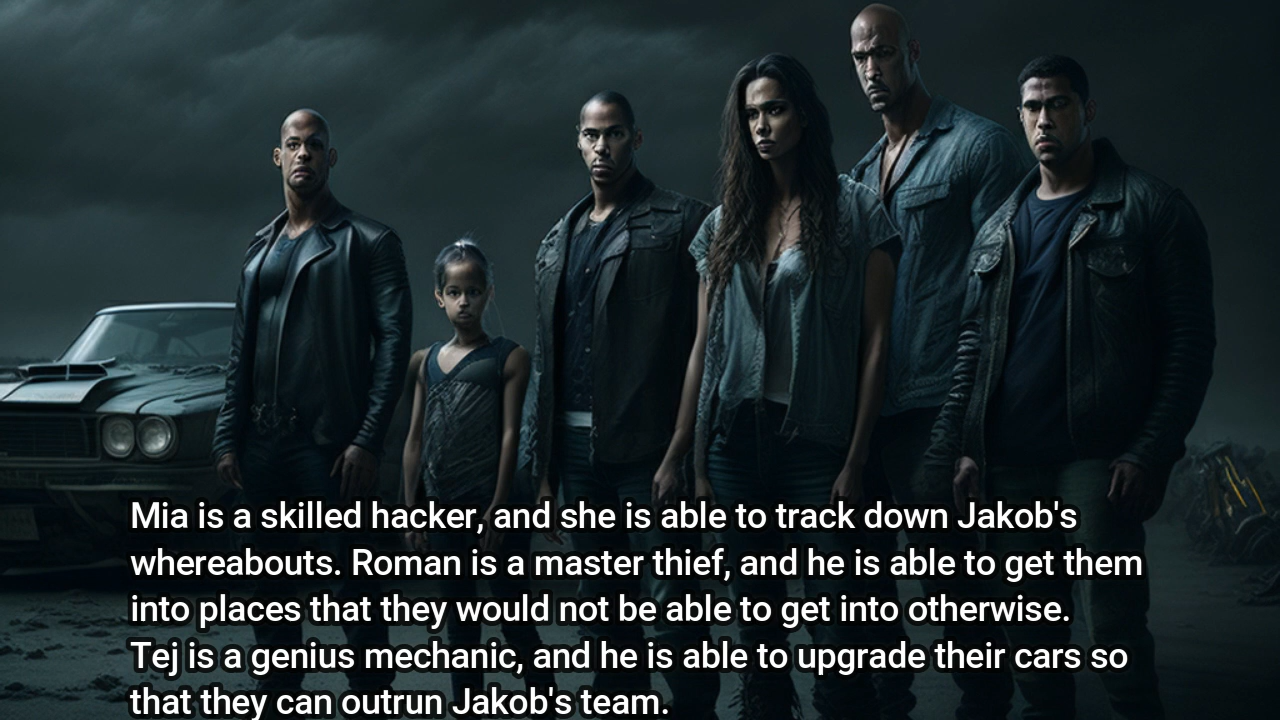 Mia is a skilled hacker, and she is able to track down Jakob's
whereabouts. Roman is a master thief, and he is able to get them
into places that they would not be able to get into otherwise.
Tej is a genius mechanic, and he is able to upgrade their cars so
that they can outrun Jakob's team.